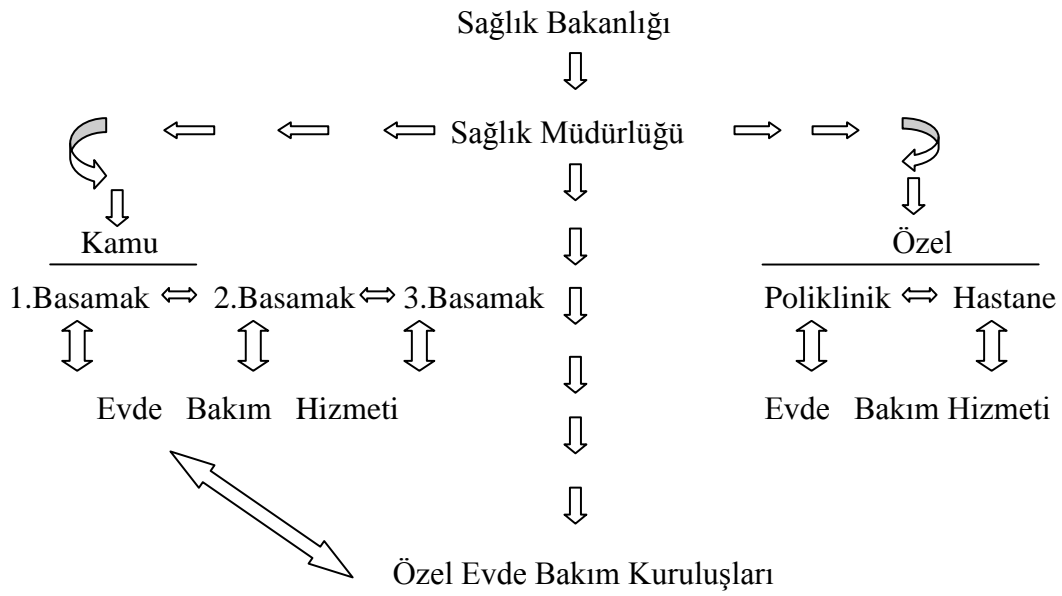 Sağlık Bakanlığı
Sağlık Müdürlüğü
Kamu
Özel
1.Basamak 2.Basamak 3.Basamak
Poliklinik Hastane
Evde Bakım Hizmeti
Evde Bakım Hizmeti
Özel Evde Bakım Kuruluşları